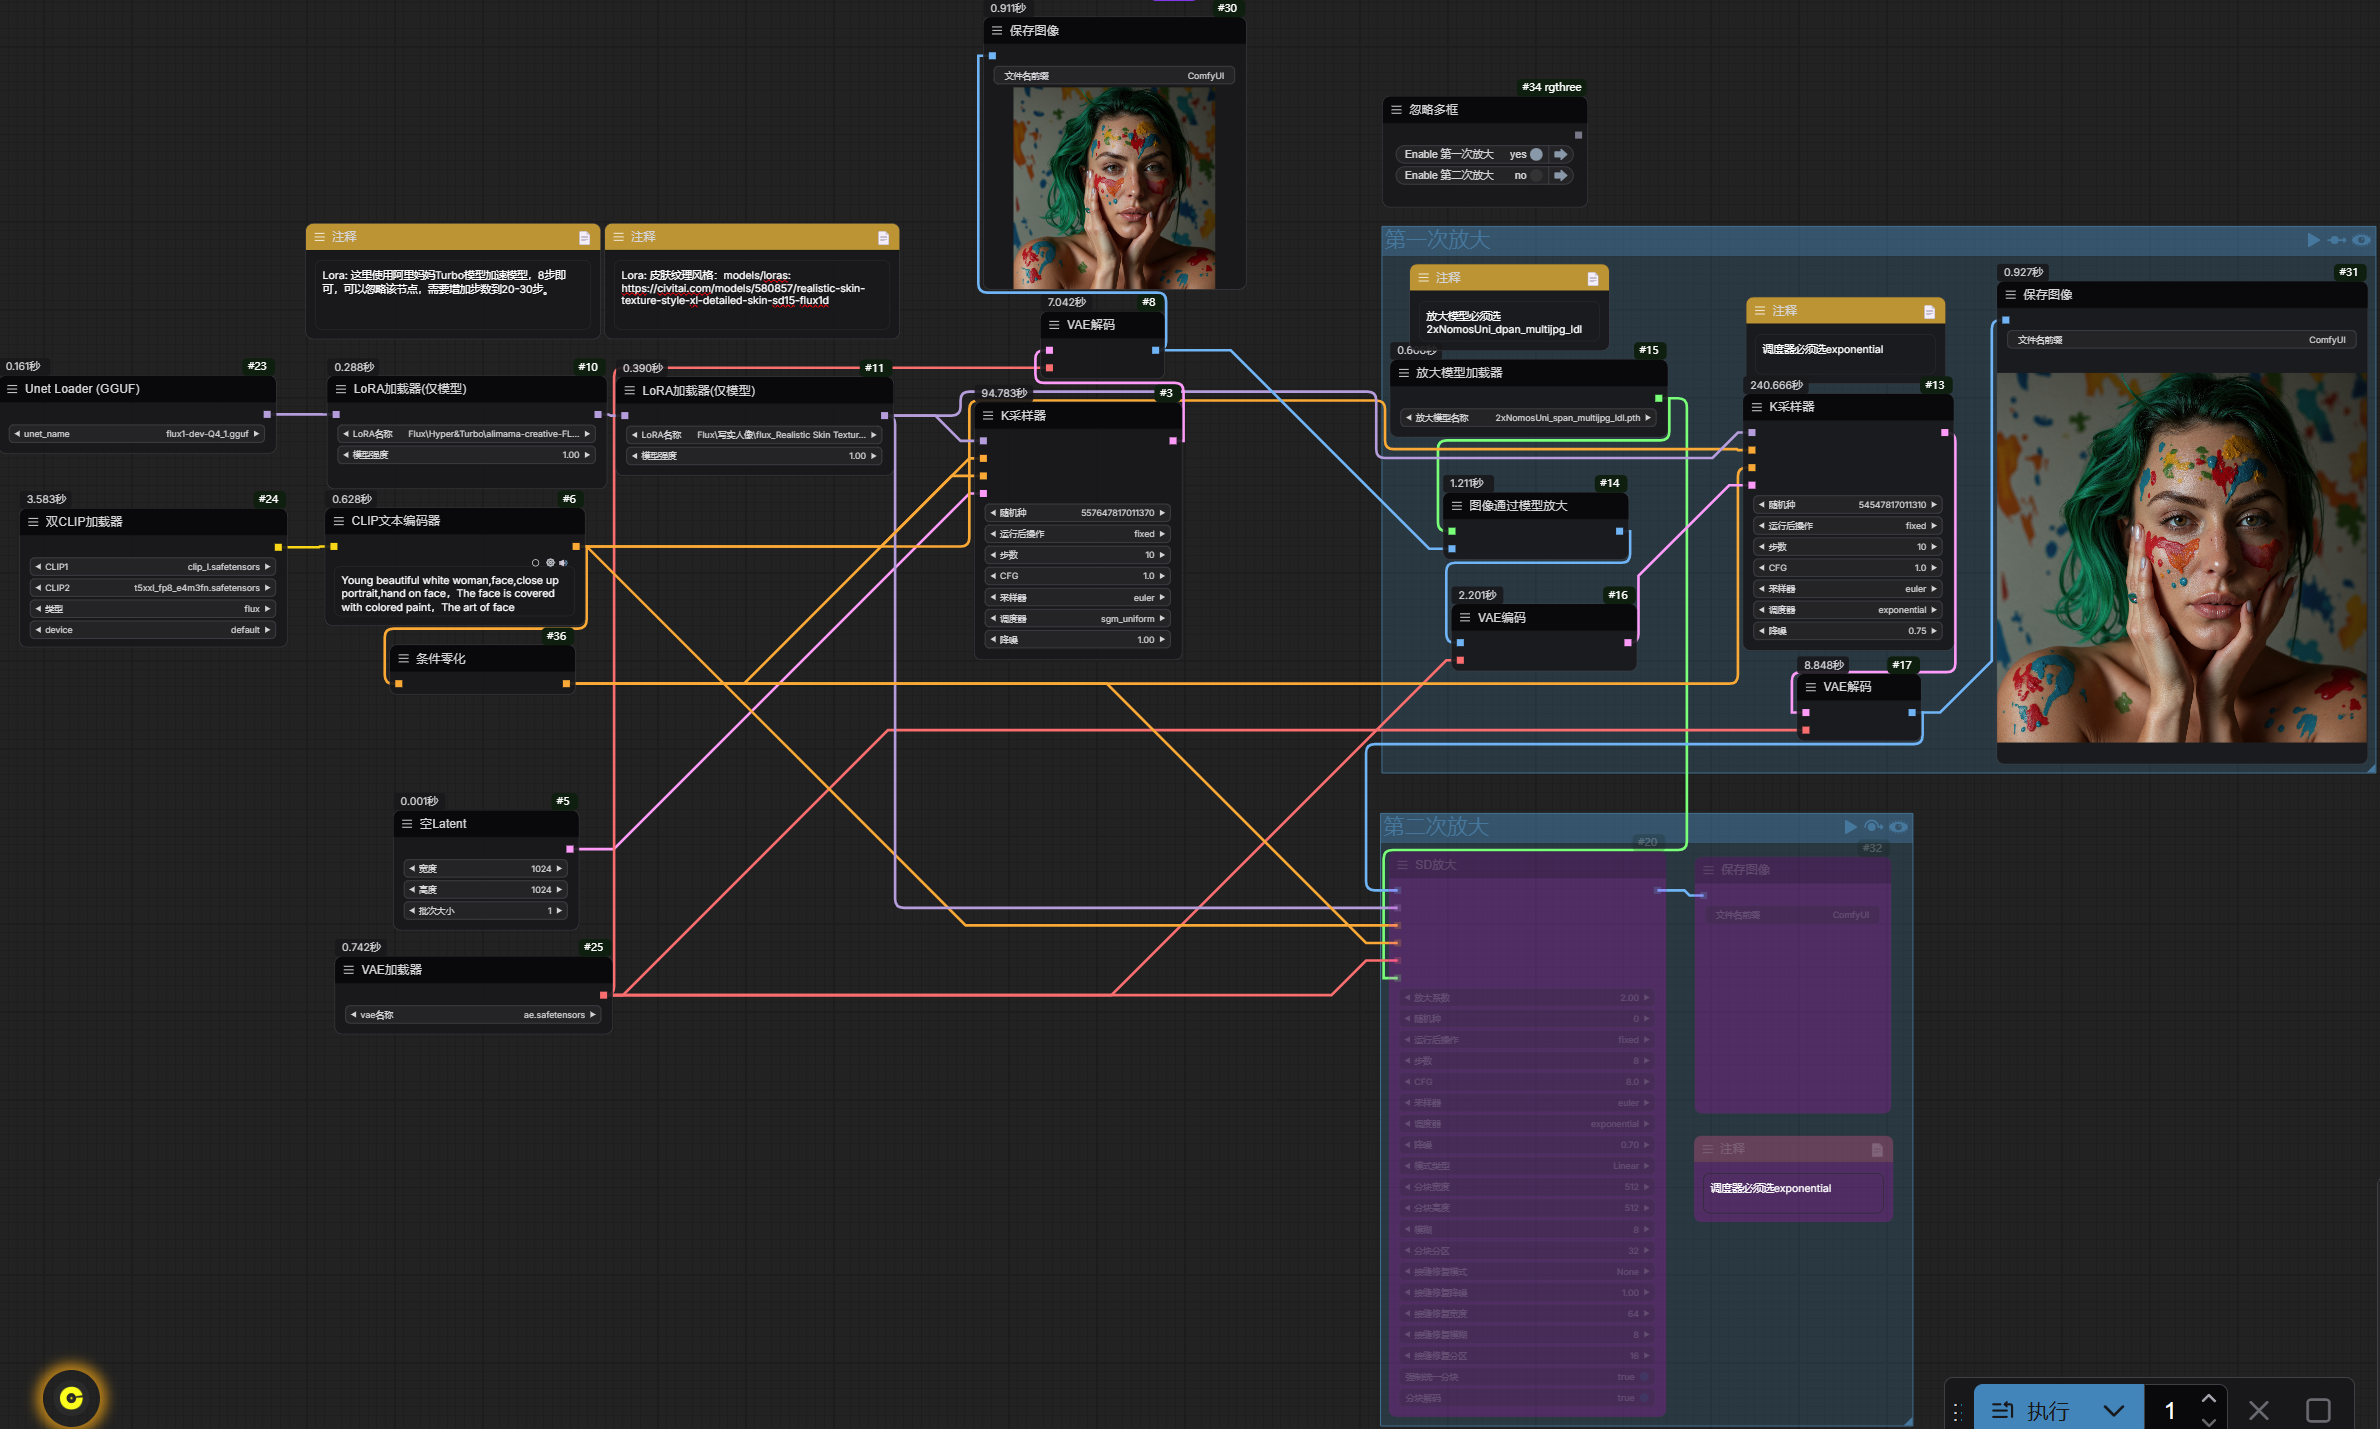 0.911秒
#30
保存图像
文件名前缀 ComfyUI
#34 rgthree
忽略多框
Enable 第一次放大 yes
Enable 第二次放大 no
注释
Lora: 这里使用阿里妈妈Turbo模型加速模型，8步即
可，可以忽略该节点，需要增加步数到20-30步。
注释
Lora: 皮肤纹理风格：models/loras:
https://civitai.com/models/580857/realistic-skin-
texture-style-xl-detailed-skin-sd15-flux1d
0.161秒
#23
Unet Loader (GGUF)
unet_name flux1-dev-Q4_1.gguf
0.288秒
#10
LoRA加载器(仅模型)
LoRA名称 Flux\Hyper&Turbo\alimama-creative-FL...
模型强度 1.00
0.390秒
#11
LoRA加载器(仅模型)
LoRA名称 Flux\写实人像\flux_Realistic Skin Textur...
模型强度 1.00
7.042秒
#8
VAE解码
94.783秒
#3
K采样器
随机种 557647817011370
运行后操作 fixed
步数 10
CFG 1.0
采样器 euler
调度器 sgm_uniform
降噪 1.00
3.583秒
#24
双CLIP加载器
CLIP1 clip_l.safetensors
CLIP2 t5xxl_fp8_e4m3fn.safetensors
类型 flux
device default
0.628秒
#6
CLIP文本编码器
Young beautiful white woman,face,close up
portrait,hand on face，The face is covered
with colored paint，The art of face
#36
条件零化
0.001秒
#5
空Latent
宽度 1024
高度 1024
批次大小 1
0.742秒
#25
VAE加载器
vae名称 ae.safetensors
第一次放大
注释
放大模型必须选
2xNomosUni_dpan_multijpg_ldl
#15
放大模型加载器
放大模型名称 2xNomosUni_span_multijpg_ldl.pth
1.211秒
#14
图像通过模型放大
2.201秒
#16
VAE编码
注释
调度器必须选exponential
240.666秒
#13
K采样器
随机种 54547817011310
运行后操作 fixed
步数 10
CFG 1.0
采样器 euler
调度器 exponential
降噪 0.75
8.848秒
#17
VAE解码
0.927秒
#31
保存图像
文件名前缀 ComfyUI
第二次放大
#20
SD放大
放大系数 2.00
随机种 0
运行后操作 fixed
步数 8
CFG 8.0
采样器 euler
调度器 exponential
降噪 0.70
模式类型 Linear
分块宽度 512
分块高度 512
模糊 8
分块分区 32
接缝修复模式 None
接缝修复降噪 1.00
接缝修复宽度 64
接缝修复模糊 8
接缝修复分区 16
强制统一分块 true
分块解码 true
#32
保存图像
文件名前缀 ComfyUI
注释
调度器必须选exponential
执行
1